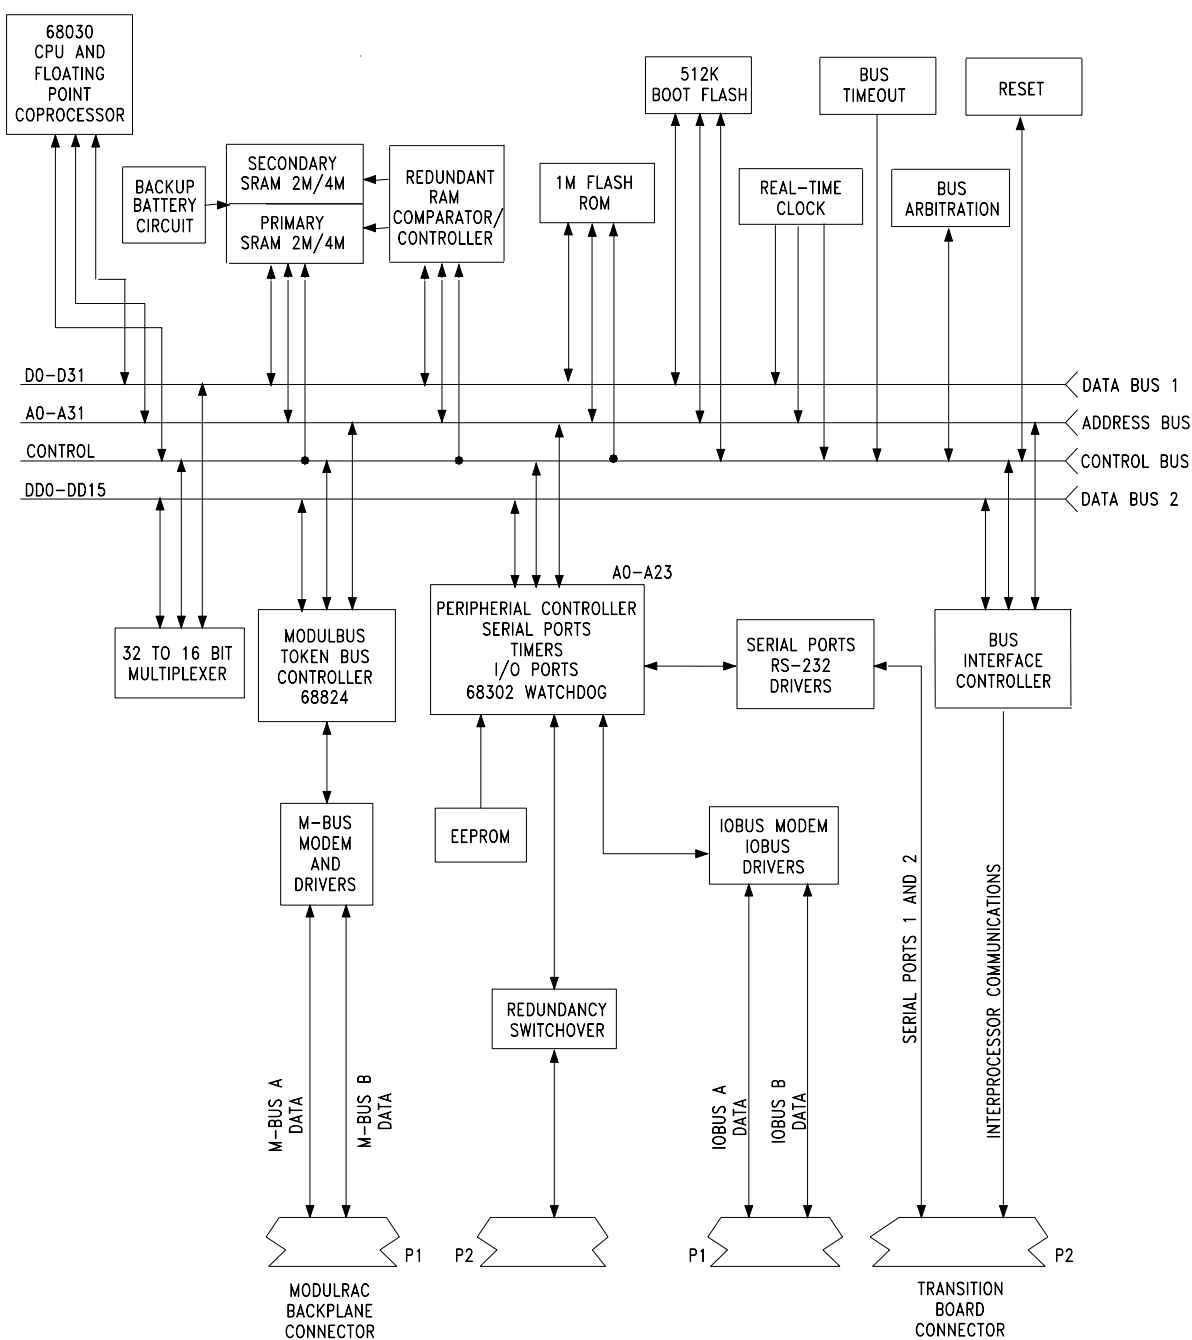 68030
CPU AND
FLOATING
POINT
COPROCESSOR
BACKUP
BATTERY
CIRCUIT
SECONDARY
SRAM 2M/4M
PRIMARY
SRAM 2M/4M
REDUNDANT
RAM
COMPARATOR/
CONTROLLER
1M FLASH
ROM
512K
BOOT FLASH
REAL-TIME
CLOCK
BUS
TIMEOUT
BUS
ARBITRATION
RESET
D0-D31
DATA BUS 1
A0-A31
ADDRESS BUS
CONTROL
CONTROL BUS
DD0-DD15
DATA BUS 2
32 TO 16 BIT
MULTIPLEXER
MODULBUS
TOKEN BUS
CONTROLLER
68824
A0-A23
PERIPHERIAL CONTROLLER
SERIAL PORTS
TIMERS
I/O PORTS
68302 WATCHDOG
SERIAL PORTS
RS-232
DRIVERS
BUS
INTERFACE
CONTROLLER
M-BUS
MODEM
AND
DRIVERS
EEPROM
IOBUS MODEM
IOBUS
DRIVERS
REDUNDANCY
SWITCHOVER
M-BUS A
DATA
M-BUS B
DATA
IOBUS A
DATA
IOBUS B
DATA
SERIAL PORTS 1 AND 2
INTERPROCESSOR COMMUNICATIONS
P1
P2
P1
P2
MODULRAC
BACKPLANE
CONNECTOR
TRANSITION
BOARD
CONNECTOR